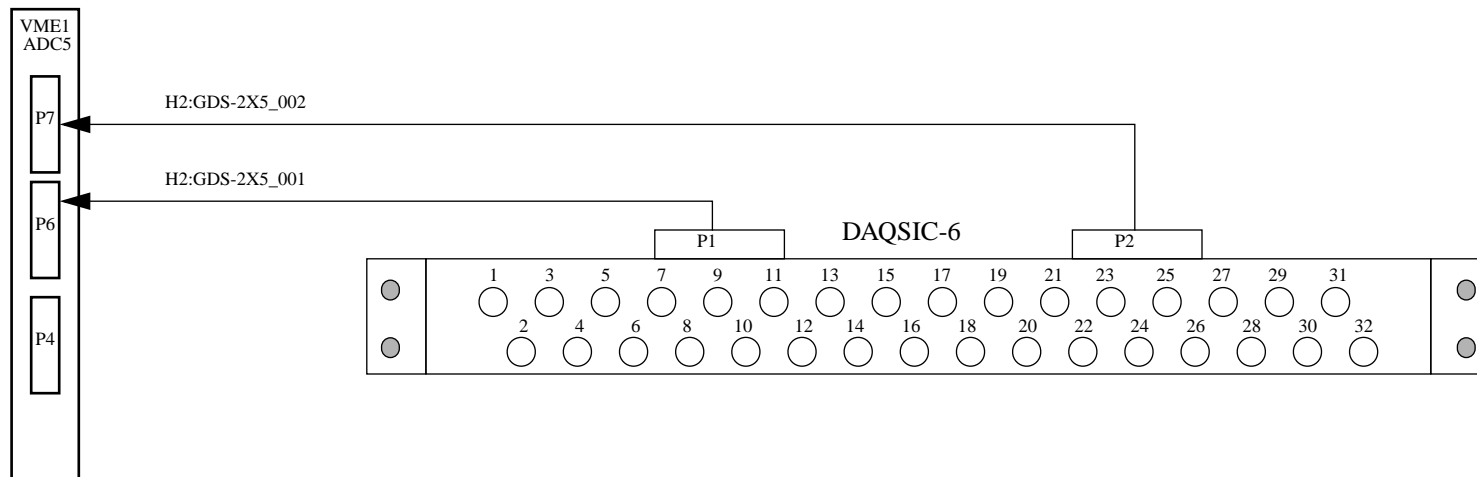 VME1
ADC5
P7
H2:GDS-2X5_002
H2:GDS-2X5_001
P6
P1
DAQSIC-6
P2
1 3 5 7 9 11 13 15 17 19 21 23 25 27 29 31
2 4 6 8 10 12 14 16 18 20 22 24 26 28 30 32
P4